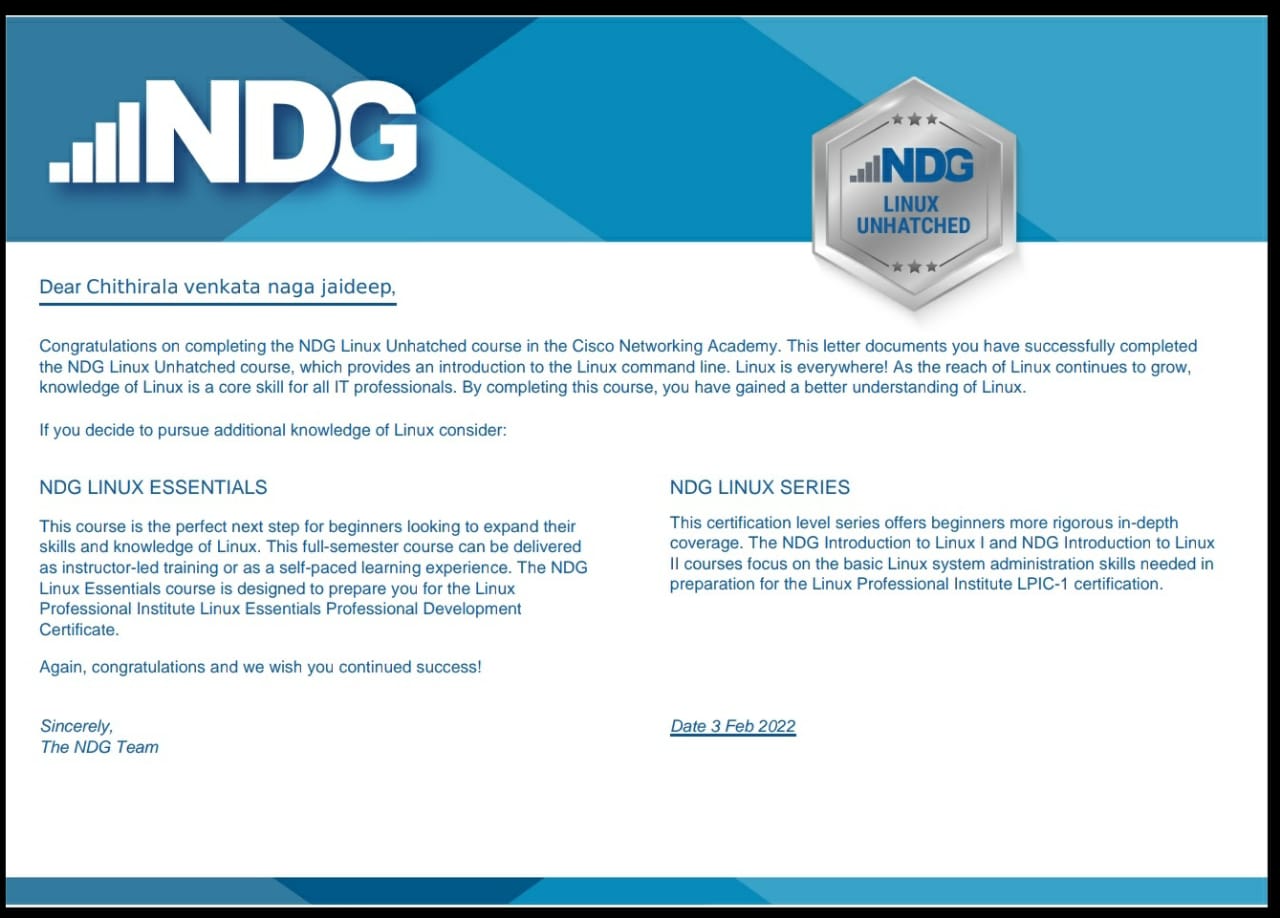 NDG
NDG
LINUX
UNHATCHED
Dear Chithirala venkata naga jaideep,
Congratulations on completing the NDG Linux Unhatched course in the Cisco Networking Academy. This letter documents you have successfully completed
the NDG Linux Unhatched course, which provides an introduction to the Linux command line. Linux is everywhere! As the reach of Linux continues to grow,
knowledge of Linux is a core skill for all IT professionals. By completing this course, you have gained a better understanding of Linux.
If you decide to pursue additional knowledge of Linux consider:
NDG LINUX ESSENTIALS
This course is the perfect next step for beginners looking to expand their
skills and knowledge of Linux. This full-semester course can be delivered
as instructor-led training or as a self-paced learning experience. The NDG
Linux Essentials course is designed to prepare you for the Linux
Professional Institute Linux Essentials Professional Development
Certificate.
Again, congratulations and we wish you continued success!
NDG LINUX SERIES
This certification level series offers beginners more rigorous in-depth
coverage. The NDG Introduction to Linux I and NDG Introduction to Linux
II courses focus on the basic Linux system administration skills needed in
preparation for the Linux Professional Institute LPIC-1 certification.
Sincerely,
The NDG Team
Date 3 Feb 2022